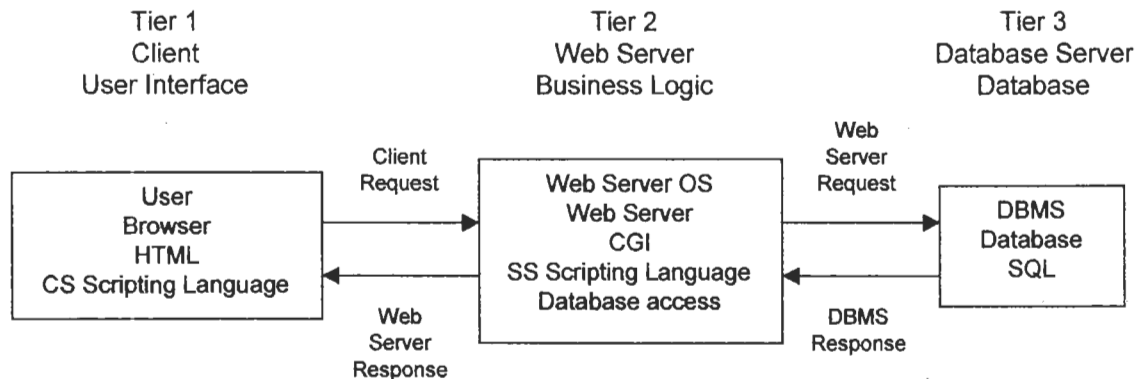 Tier 1
Client
User Interface
Tier 2
Web Server
Business Logic
Tier 3
Database Server
Database
Client
Request
Web
Server
Request
User
Browser
HTML
CS Scripting Language
Web Server OS
Web Server
CGI
SS Scripting Language
Database access
DBMS
Database
SQL
Web
Server
Response
DBMS
Response